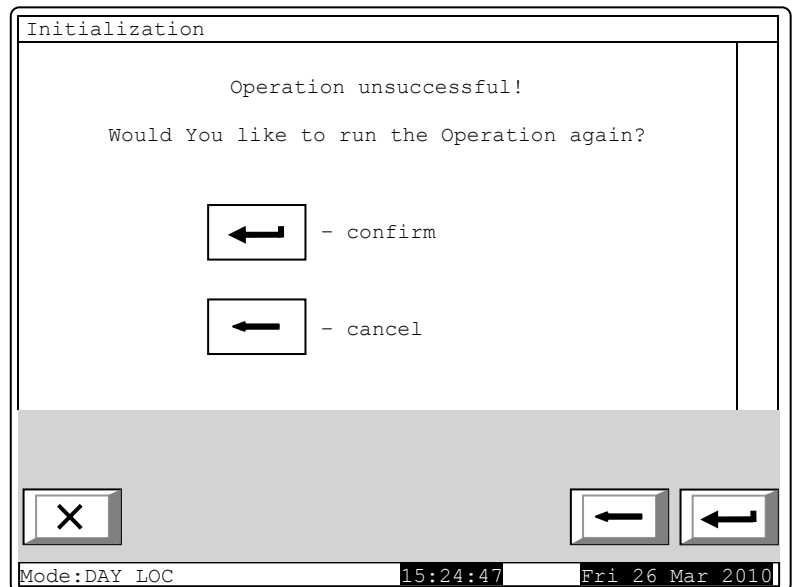 Initialization
Operation unsuccessful!
Would You like to run the Operation again?
- confirm
- cancel
Mode:DAY LOC 15:24:47 Fri 26 Mar 2010